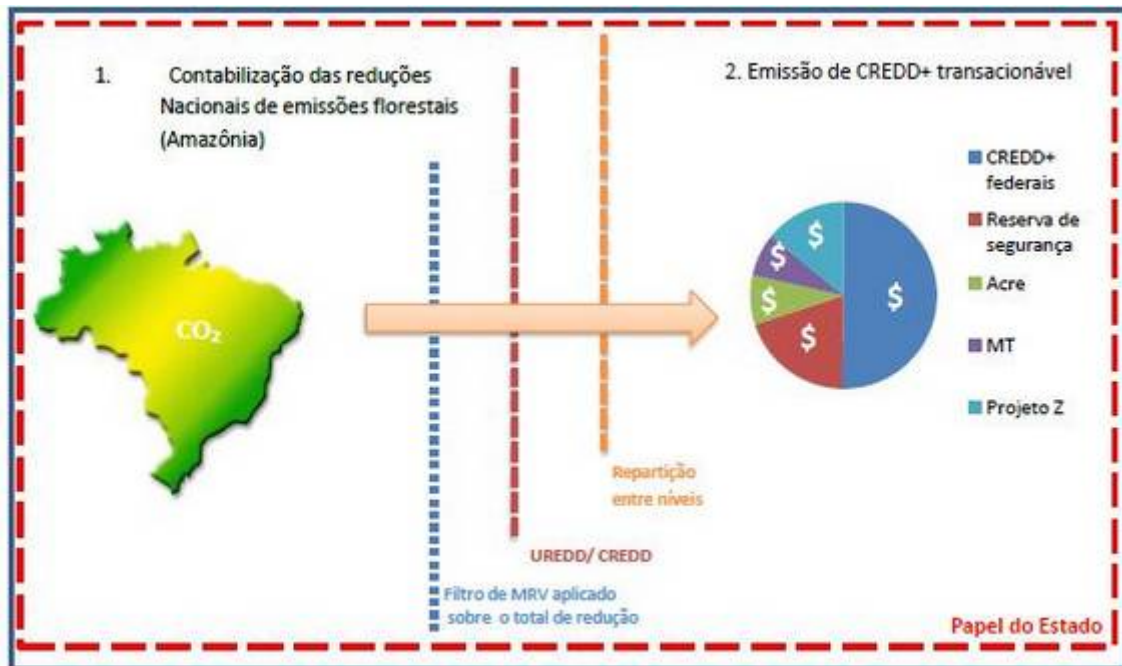 1. Contabilização das reduções
Nacionais de emissões florestais
(Amazônia)
2. Emissão de CREDD+ transacionável
CO₂
CREDD+
federais
Reserva de
segurança
Acre
MT
Projeto Z
$
$
$
$
$
Repartição
entre níveis
UREDD/ CREDD
Filtro de MRV aplicado
sobre o total de redução
Papel do Estado